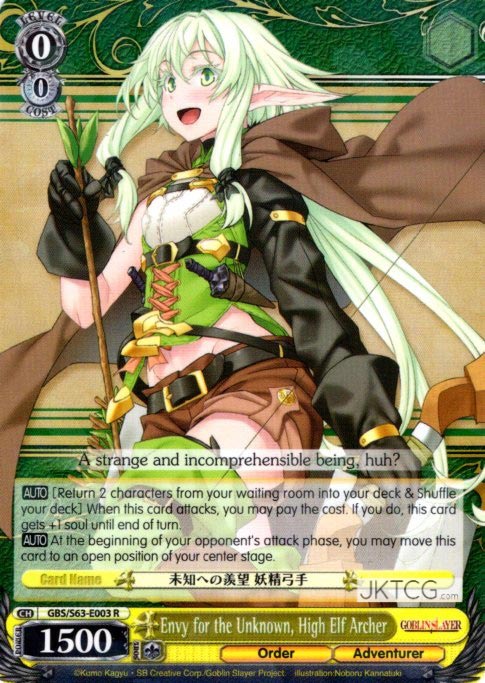 LEVEL
0
0
COST
A strange and incomprehensible being, huh?
AUTO [Return 2 characters from your waiting room into your deck & Shuffle
your deck] When this card attacks, you may pay the cost. If you do, this card
gets +1 soul until end of turn.
AUTO At the beginning of your opponent's attack phase, you may move
this card to an open position of your center stage.
Card Name
未知への羨望 妖精弓手
JKTCG.com
CH GBS/S63-E003 R
POWER 1500 SOUL
Envy for the Unknown, High Elf Archer
GOBLIN SLAYER
Order
Adventurer
©Kumo Kagyu・SB Creative Corp./Goblin Slayer Project illustration:Noboru Kannatuki